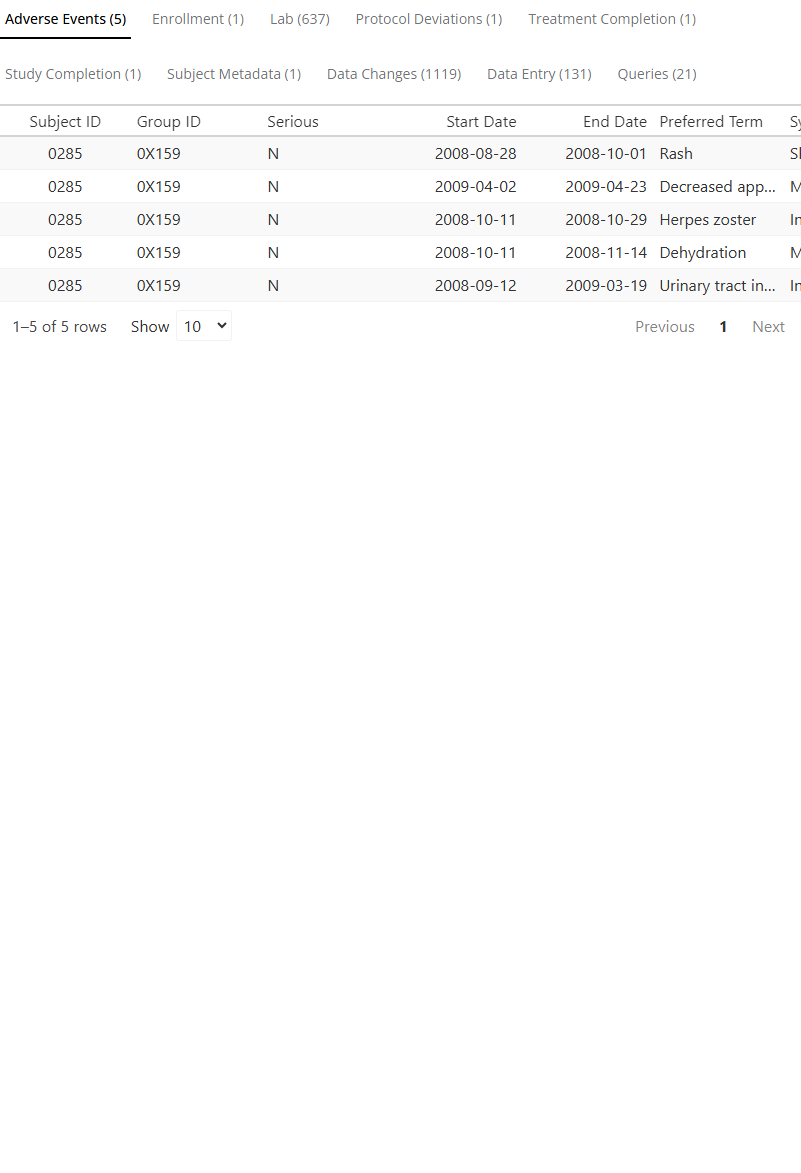 Adverse Events (5) Enrollment (1) Lab (637) Protocol Deviations (1) Treatment Completion (1)
Study Completion (1) Subject Metadata (1) Data Changes (1119) Data Entry (131) Queries (21)
Subject ID Group ID Serious Start Date End Date Preferred Term Sy
0285 0X159 N 2008-08-28 2008-10-01 Rash
0285 0X159 N 2009-04-02 2009-04-23 Decreased app... M
0285 0X159 N 2008-10-11 2008-10-29 Herpes zoster In
0285 0X159 N 2008-10-11 2008-11-14 Dehydration M
0285 0X159 N 2008-09-12 2009-03-19 Urinary tract in... In
1–5 of 5 rows Show 10 Previous 1 Next